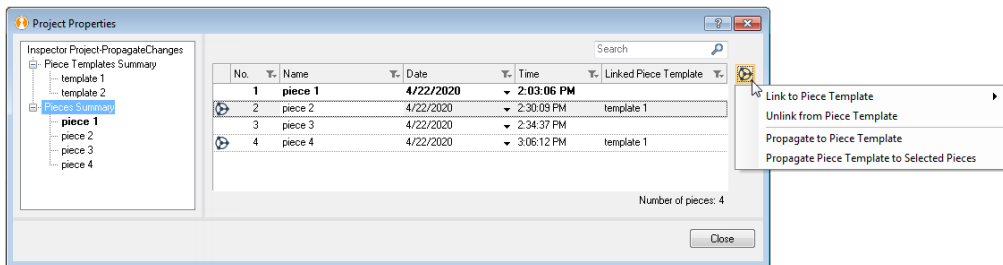 Project Properties
Inspector Project-PropagateChanges
Piece Templates Summary
template 1
template 2
Pieces Summary
piece 1
piece 2
piece 3
piece 4
Search
No. Name Date Time Linked Piece Template
1 piece 1 4/22/2020 2:03:06 PM
2 piece 2 4/22/2020 2:30:09 PM template 1
3 piece 3 4/22/2020 2:34:37 PM
4 piece 4 4/22/2020 3:06:12 PM template 1
Number of pieces: 4
Close
Link to Piece Template
Unlink from Piece Template
Propagate to Piece Template
Propagate Piece Template to Selected Pieces